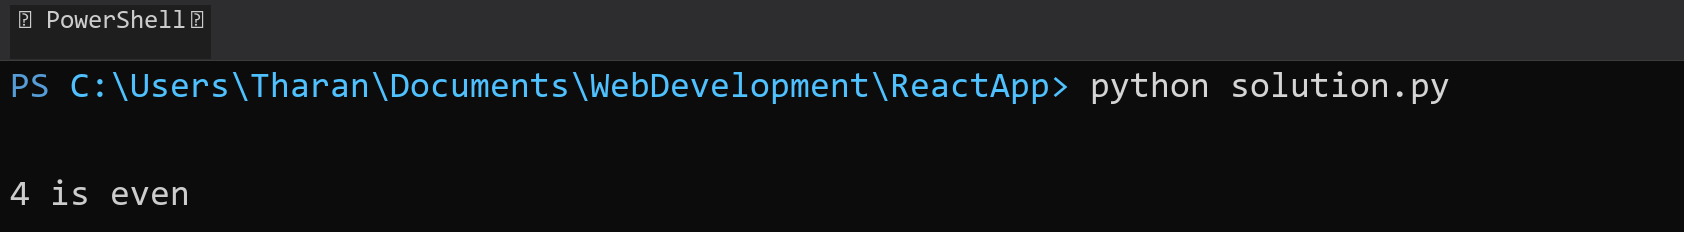 PowerShell
PS C:\Users\Tharan\Documents\WebDevelopment\ReactApp> python solution.py
4 is even